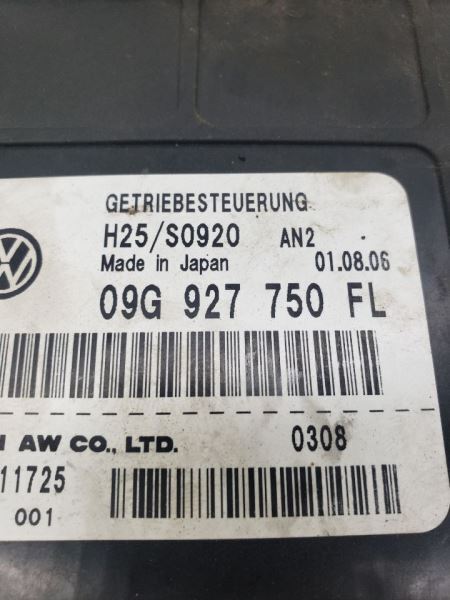 GETRIEBESTEUERUNG
H25/S0920 AN2
Made in Japan 01.08.06
09G 927 750 FL
AW CO., LTD. 0308
11725
001